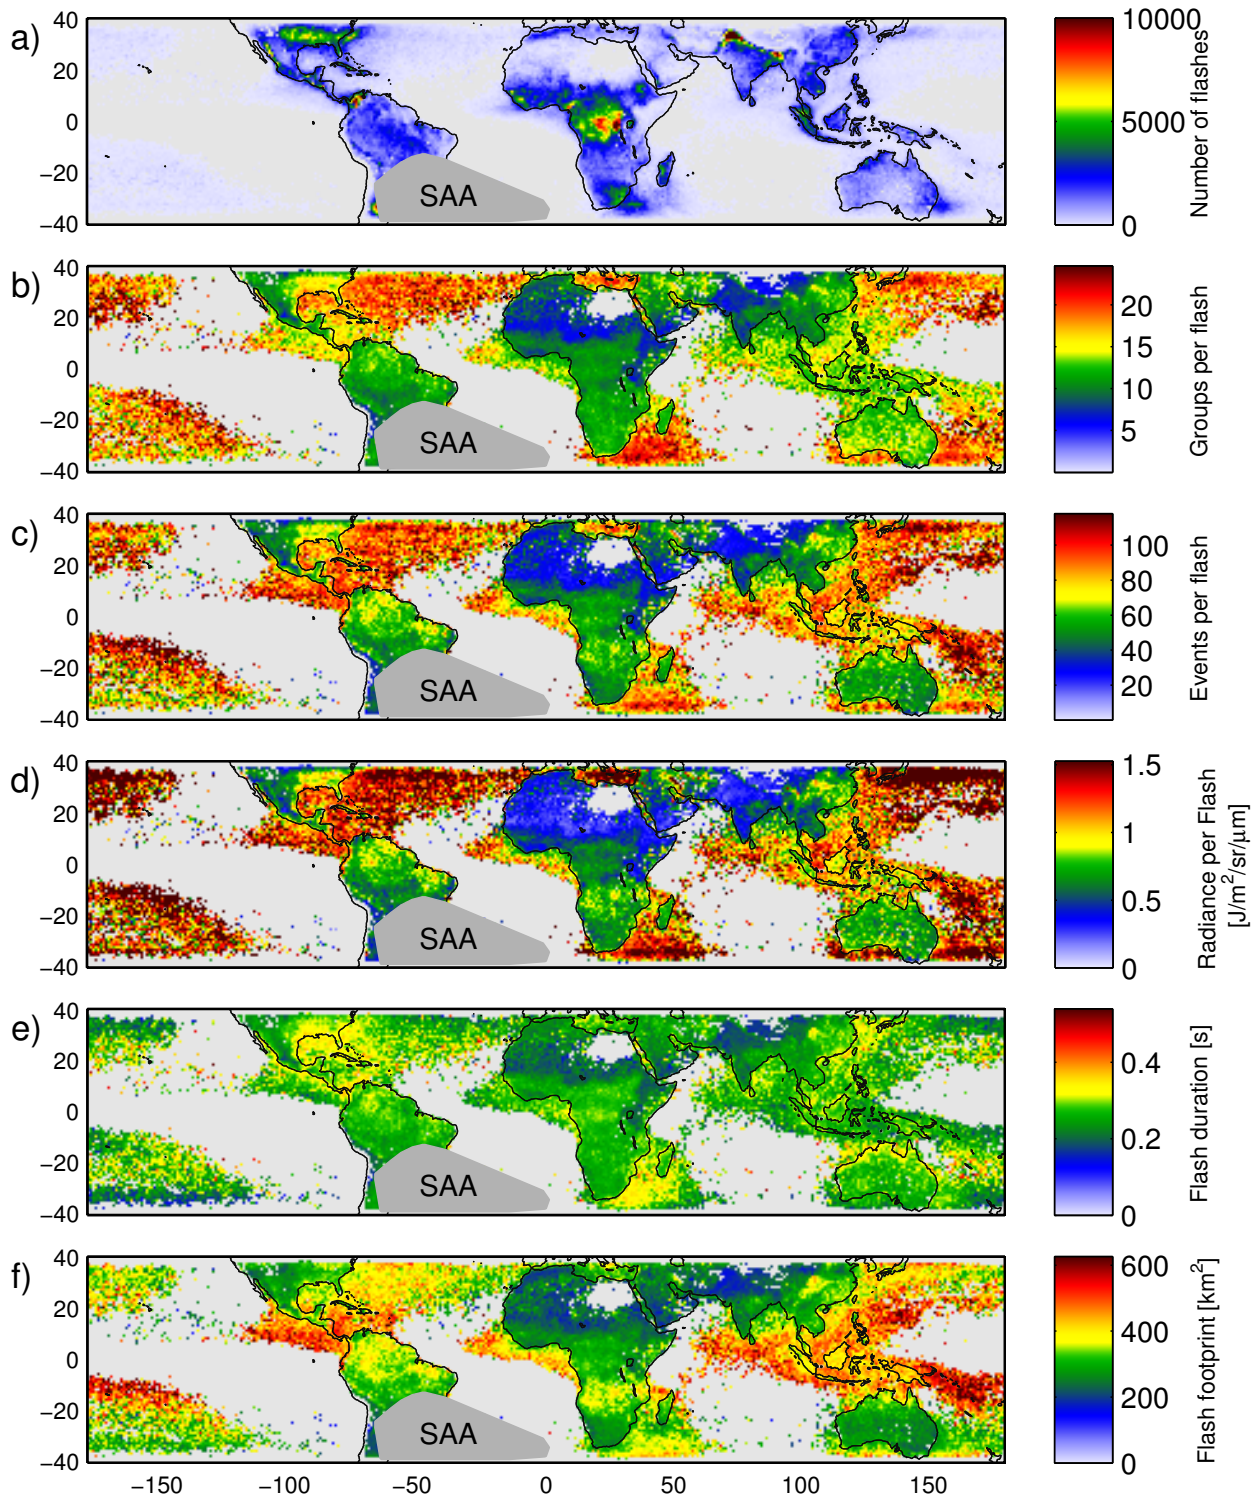 a)
40
20
0
−20
−40
SAA
10000
5000
0
Number of flashes
b)
40
20
0
−20
−40
SAA
20
15
10
5
Groups per flash
c)
40
20
0
−20
−40
SAA
100
80
60
40
20
Events per flash
d)
40
20
0
−20
−40
SAA
1.5
1
0.5
0
Radiance per Flash
[J/m²/sr/μm]
e)
40
20
0
−20
−40
SAA
0.4
0.2
0
Flash duration [s]
f)
40
20
0
−20
−40
SAA
600
400
200
0
Flash footprint [km²]
−150 −100 −50 0 50 100 150